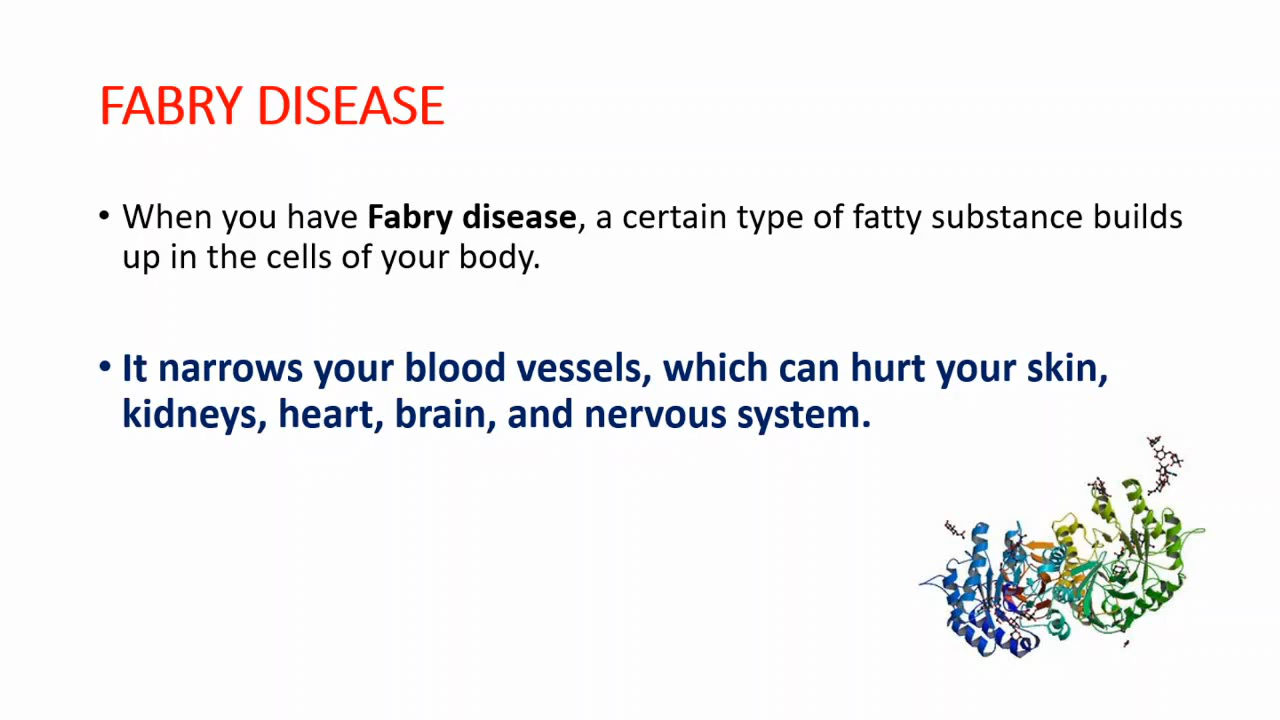 FABRY DISEASE
• When you have Fabry disease, a certain type of fatty substance builds
up in the cells of your body.
• It narrows your blood vessels, which can hurt your skin,
kidneys, heart, brain, and nervous system.